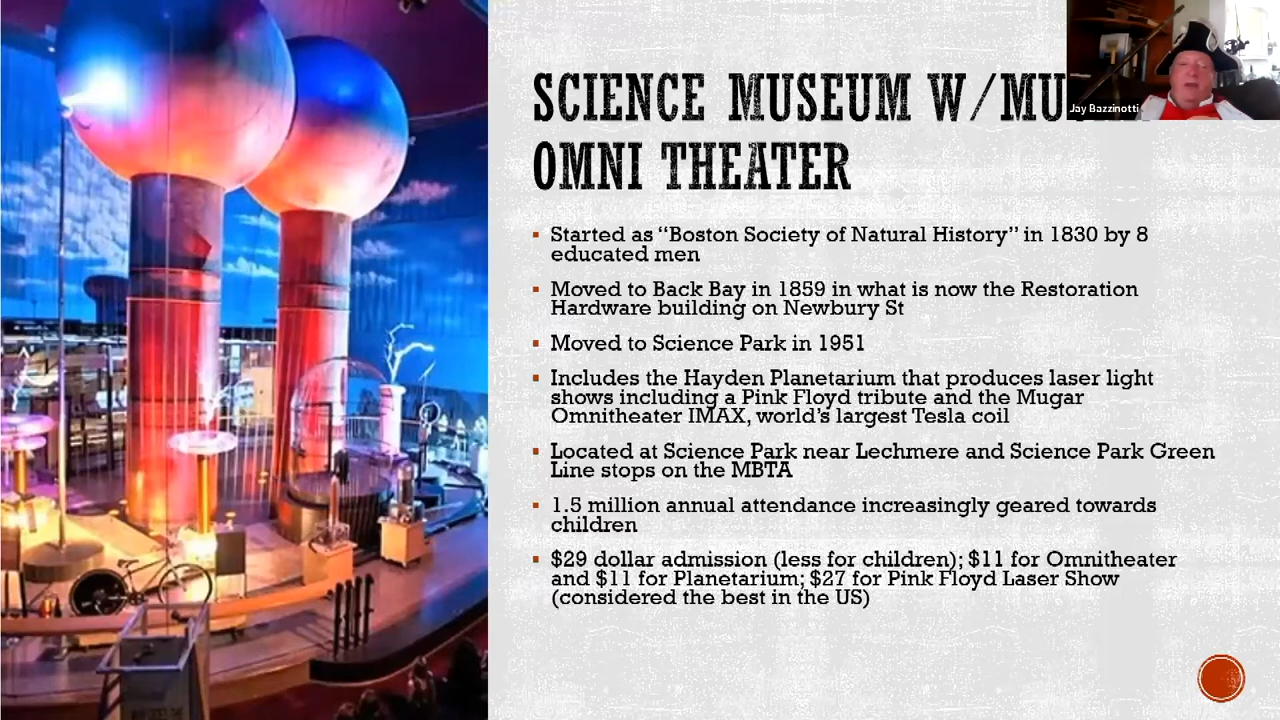 SCIENCE MUSEUM W/MU
OMNI THEATER
Jay Bazzinotti
Started as “Boston Society of Natural History” in 1830 by 8
educated men
Moved to Back Bay in 1859 in what is now the Restoration
Hardware building on Newbury St
Moved to Science Park in 1951
Includes the Hayden Planetarium that produces laser light
shows including a Pink Floyd tribute and the Mugar
Omnitheater IMAX, world’s largest Tesla coil
Located at Science Park near Lechmere and Science Park Green
Line stops on the MBTA
1.5 million annual attendance increasingly geared towards
children
$29 dollar admission (less for children); $11 for Omnitheater
and $11 for Planetarium; $27 for Pink Floyd Laser Show
(considered the best in the US)